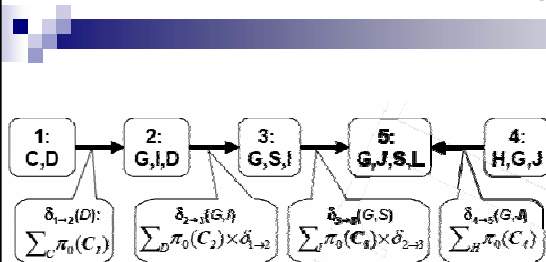 1: 2: 3: 5: 4:
C,D G,I,D G,S,I G,J,S,L H,G,J
δ1→2(D): δ2→3(G,I) δ3→5(G,S) δ4→5(G,J)
∑C π0(C1) ∑D π0(C2)×δ1→2 ∑I π0(C3)×δ2→3 ∑H π0(C4)